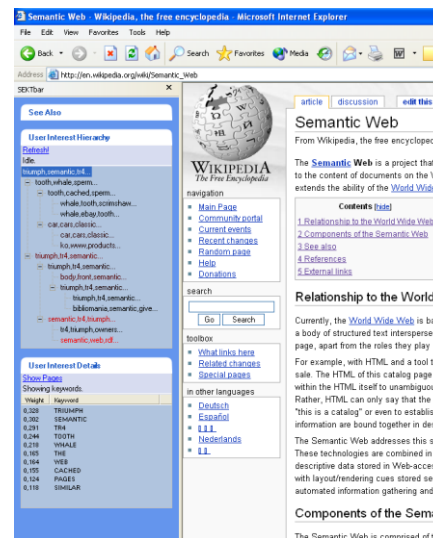 Semantic Web - Wikipedia, the free encyclopedia - Microsoft Internet Explorer
File Edit View Favorites Tools Help
Back Search Favorites Media
Address http://en.wikipedia.org/wiki/Semantic_Web
SEKTbar
See Also
User Interest Hierarchy
Refresh!
Idle.
triumph,semantic,tr4...
tooth,whale,sperm...
tooth,cached,sperm...
whale,tooth,scrimshaw...
whale,ebay,tooth...
car,cars,classic...
car,cars,classic...
ko,www,products...
triumph,tr4,semantic...
triumph,tr4,semantic...
body,front,semantic...
triumph,tr4,semantic...
triumph,tr4,semantic...
bibliomania,semantic,give...
semantic,tr4,triumph...
tr4,triumph,owners...
semantic,web,rdf...
User Interest Details
Show Pages
Showing keywords.
Weight Keyword
0,328 TRIUMPH
0,302 SEMANTIC
0,291 TR4
0,244 TOOTH
0,218 WHALE
0,165 THE
0,164 WEB
0,155 CACHED
0,124 PAGES
0,118 SIMILAR
WIKIPEDIA
The Free Encyclopedia
navigation
Main Page
Community portal
Current events
Recent changes
Random page
Help
Donations
search
Go Search
toolbox
What links here
Related changes
Special pages
in other languages
Deutsch
Español
Nederlands
article discussion edit this
Semantic Web
From Wikipedia, the free encycloped
The Semantic Web is a project that
to the content of documents on the
extends the ability of the World Wide
Contents [hide]
1 Relationship to the World Wide Web
2 Components of the Semantic Web
3 See also
4 References
5 External links
Relationship to the World
Currently, the World Wide Web is ba
a body of structured text intersperse
page, apart from the roles they play
For example, with HTML and a tool t
sale. The HTML of this catalog page
within the HTML itself to unambiguou
Rather, HTML can only say that the
"this is a catalog" or even to establis
information are bound together in des
The Semantic Web addresses this s
These technologies are combined in
descriptive data stored in Web-acces
with layout/rendering cues stored se
automated information gathering and
Components of the Sema
The Semantic Web is comprised of t